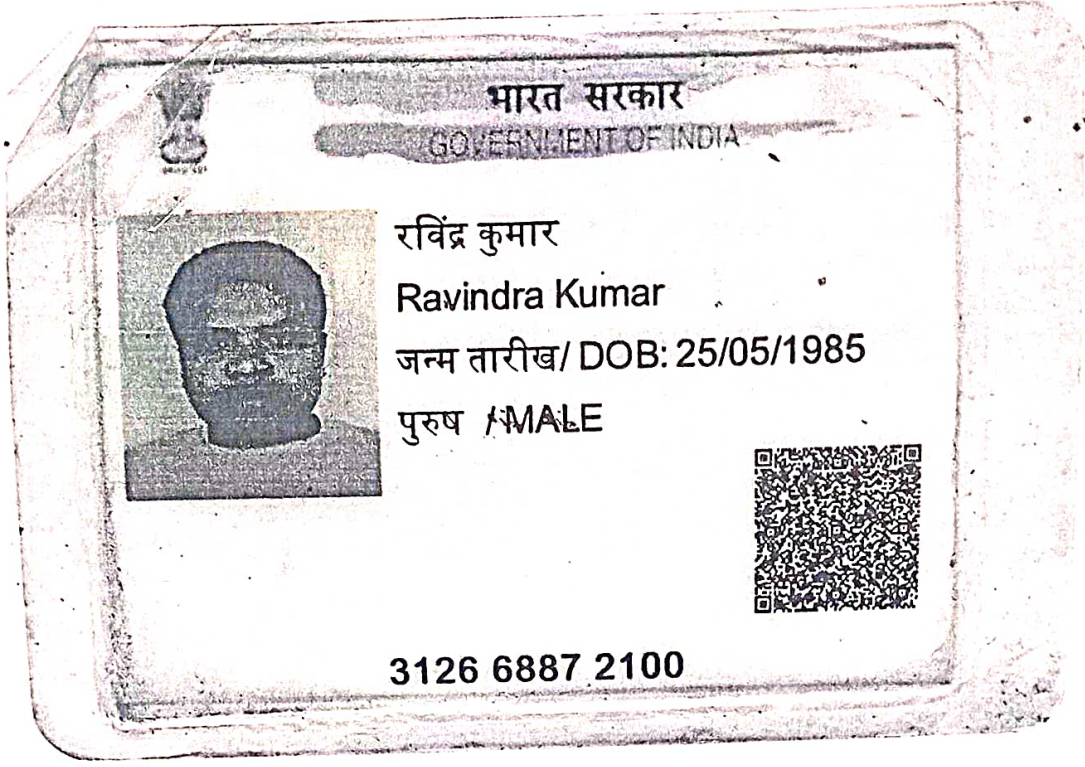 भारत सरकार
GOVERNMENT OF INDIA
रविंद्र कुमार
Ravindra Kumar
जन्म तारीख/ DOB: 25/05/1985
पुरुष / MALE
3126 6887 2100